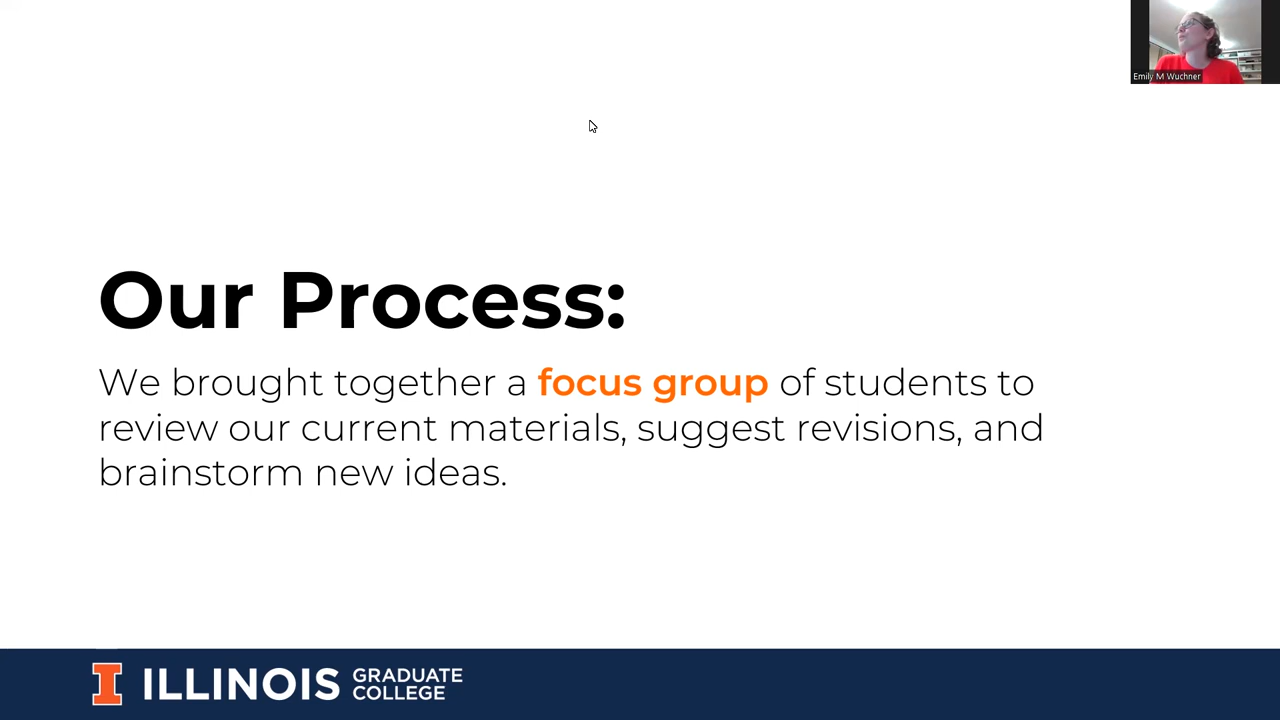 Emily M Wuchner
Our Process:
We brought together a focus group of students to
review our current materials, suggest revisions, and
brainstorm new ideas.
I ILLINOIS GRADUATE
COLLEGE